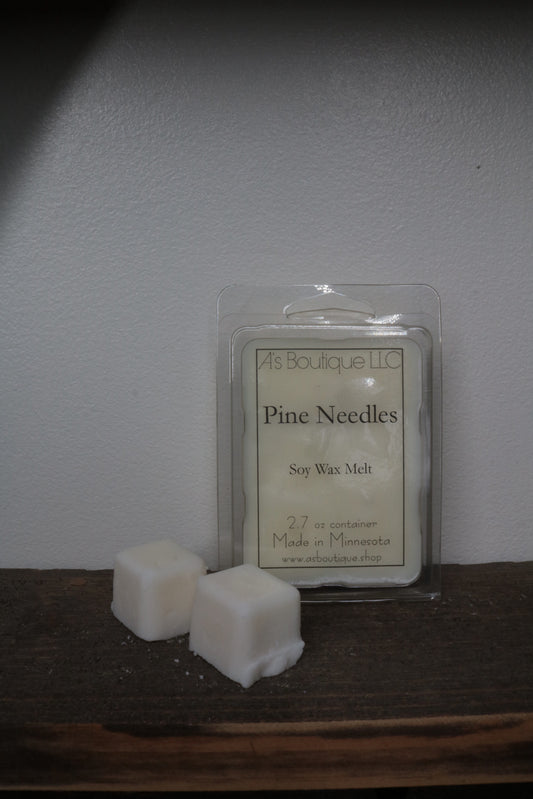 A's Boutique LLC
Pine Needles
Soy Wax Melt
2.7 oz container
Made in Minnesota
www.asboutique.shop